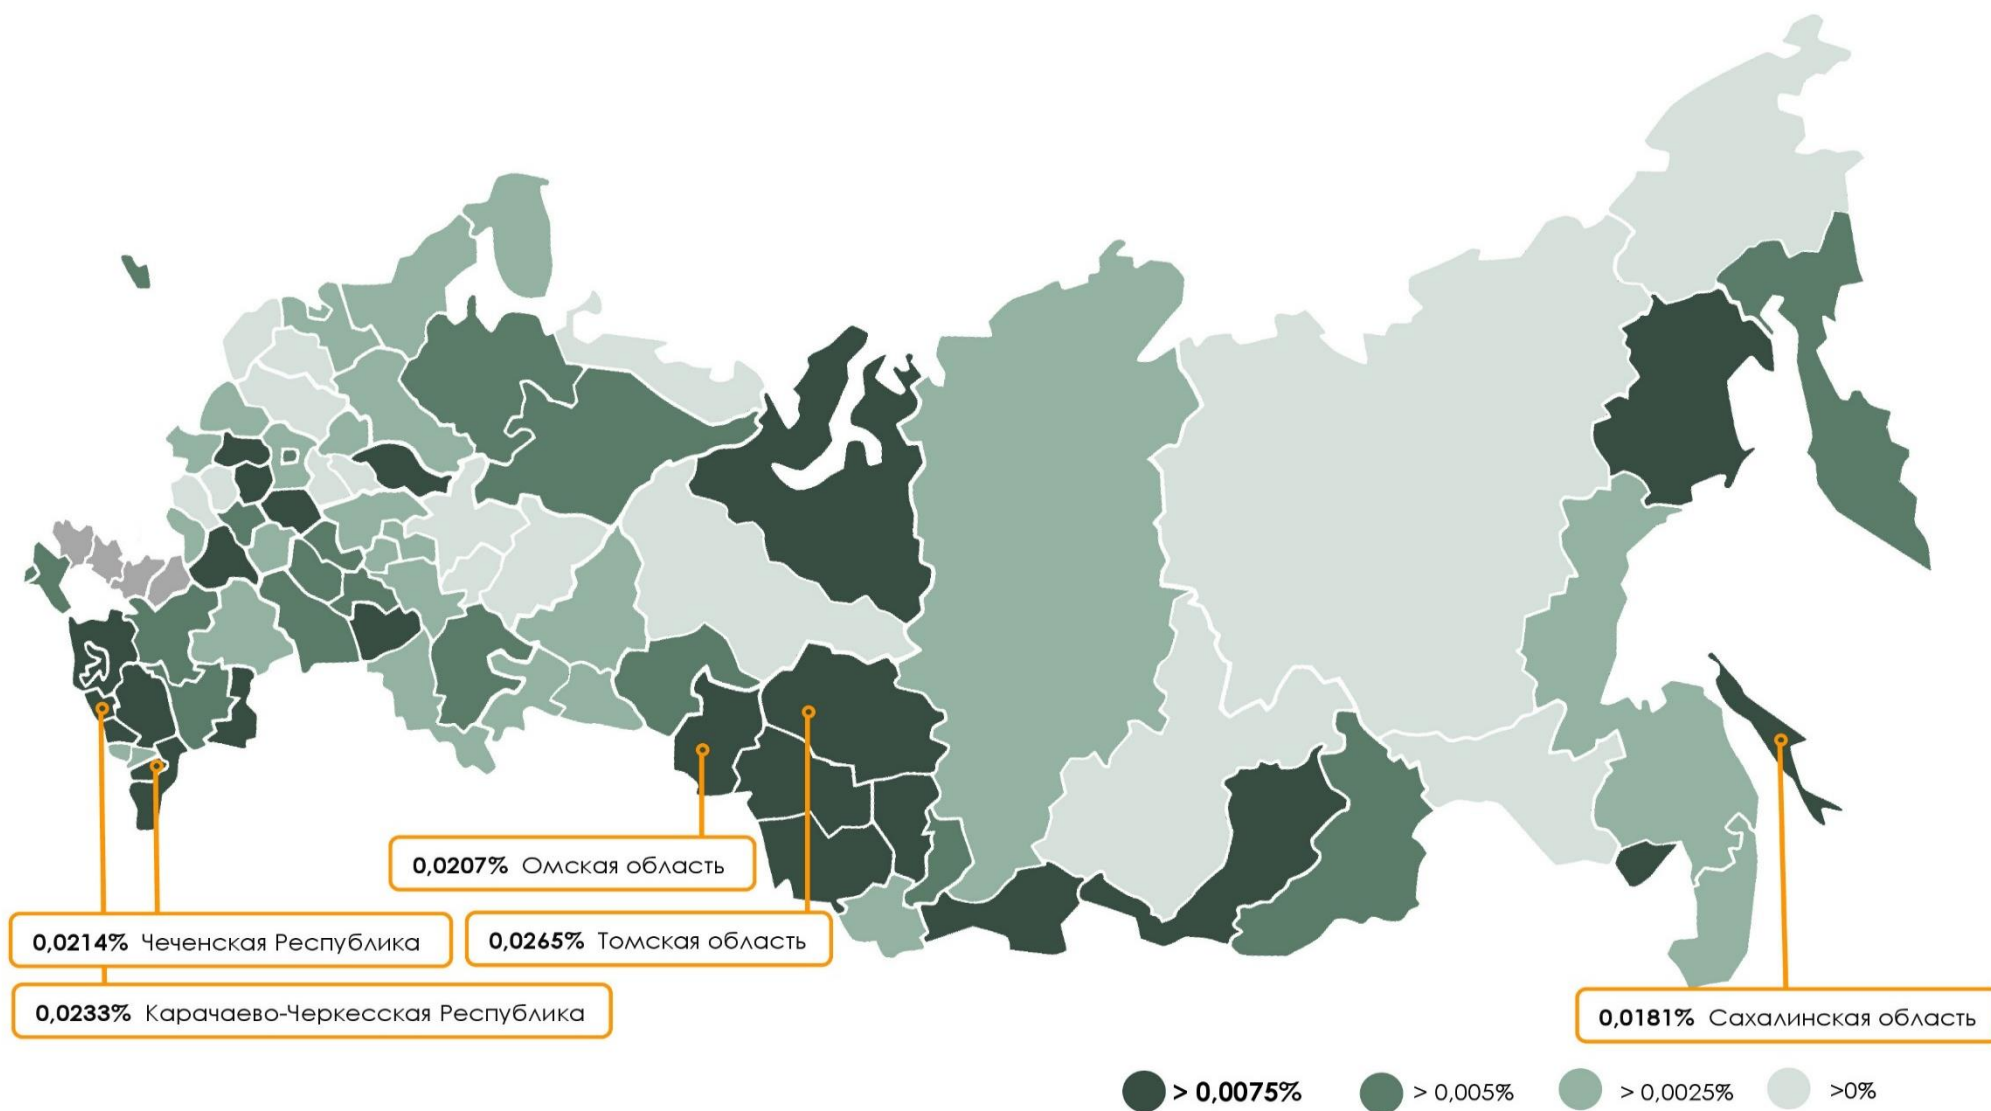 0,0207% Омская область
0,0214% Чеченская Республика
0,0265% Томская область
0,0233% Карачаево-Черкесская Республика
0,0181% Сахалинская область
> 0,0075%
> 0,005%
> 0,0025%
>0%